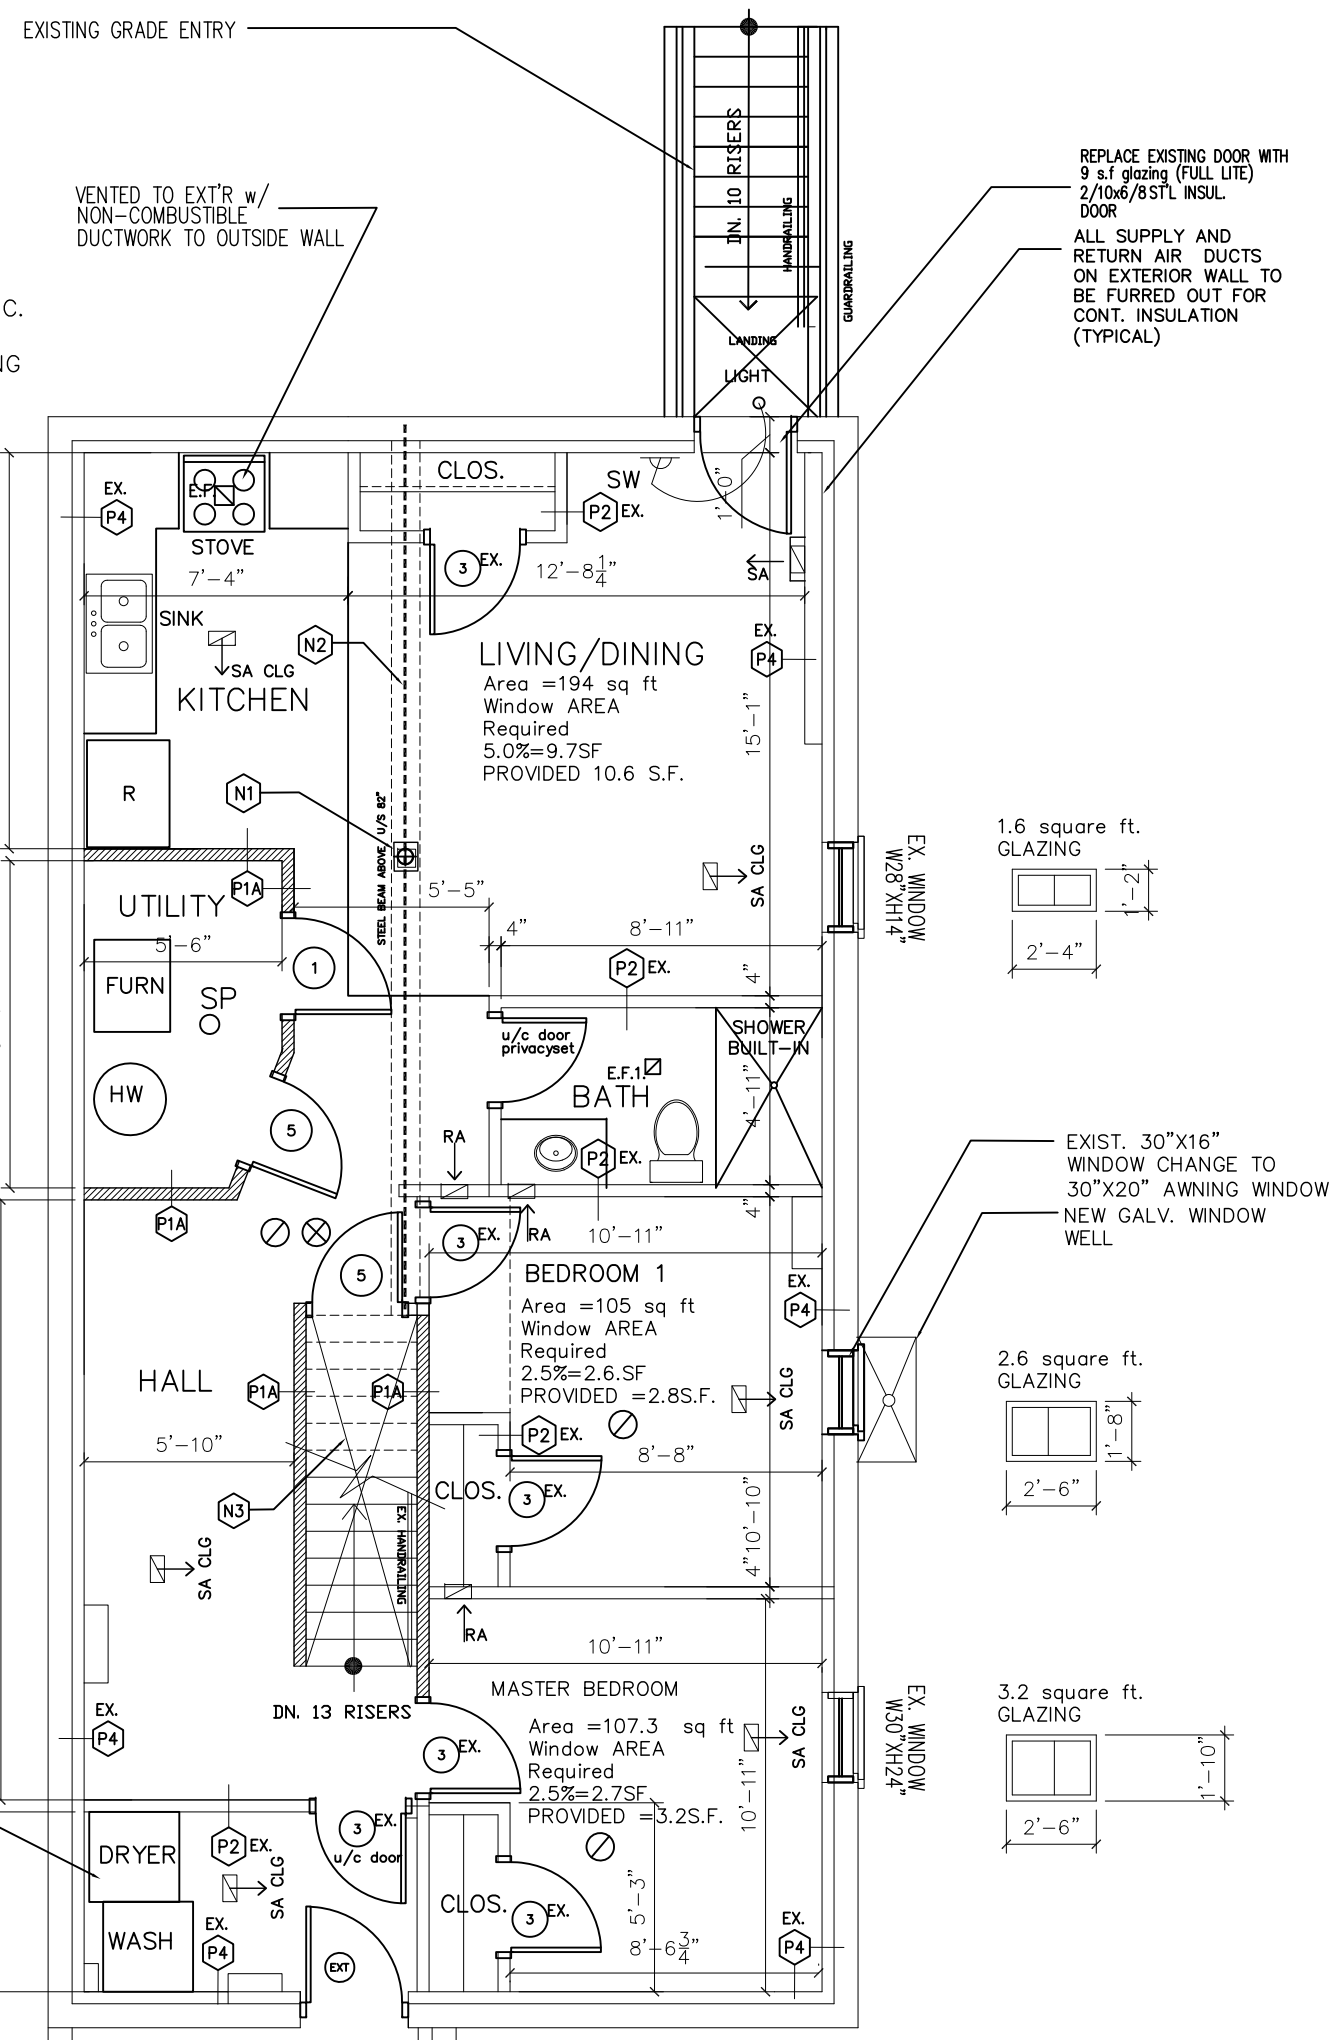 EXISTING GRADE ENTRY
DN. 10 RISERS
HANDRAILING
GUARDRAILING
LANDING
LIGHT
REPLACE EXISTING DOOR WITH
9 s.f glazing (FULL LITE)
2/10x6/8 ST'L INSUL.
DOOR
ALL SUPPLY AND
RETURN AIR DUCTS
ON EXTERIOR WALL TO
BE FURRED OUT FOR
CONT. INSULATION
(TYPICAL)
VENTED TO EXT'R w/
NON-COMBUSTIBLE
DUCTWORK TO OUTSIDE WALL
C.
NG
EX.
P4
E.F.
STOVE
7'-4"
CLOS.
SW
P2 EX.
1'-0"
3 EX.
12'-8 1/4"
SA
SINK
SA CLG
KITCHEN
N2
LIVING/DINING
Area =194 sq ft
Window AREA
Required
5.0%=9.7SF
PROVIDED 10.6 S.F.
EX.
P4
15'-1"
R
N1
STEEL BEAM ABOVE U/S 82"
P1A
5'-5"
SA CLG
EX. WINDOW
W28"XH14"
1.6 square ft.
GLAZING
1'-2"
2'-4"
UTILITY
5'-6"
4"
8'-11"
FURN
1
P2 EX.
4"
SP
u/c door
privacyset
SHOWER
BUILT-IN
HW
E.F.1.
BATH
4'-11"
5
RA
P2 EX.
P1A
4"
3 EX.
RA
10'-11"
5
BEDROOM 1
Area =105 sq ft
Window AREA
Required
2.5%=2.6.SF
PROVIDED =2.8S.F.
EX.
P4
EXIST. 30"X16"
WINDOW CHANGE TO
30"X20" AWNING WINDOW
NEW GALV. WINDOW
WELL
HALL
P1A
P1A
SA CLG
2.6 square ft.
GLAZING
1'-8"
2'-6"
5'-10"
P2 EX.
8'-8"
CLOS.
3 EX.
N3
EX. HANDRAILING
10'-10"
4"
SA CLG
RA
10'-11"
DN. 13 RISERS
MASTER BEDROOM
Area =107.3 sq ft
Window AREA
Required
2.5%=2.7SF
PROVIDED =3.2S.F.
SA CLG
EX. WINDOW
W30"XH24"
3.2 square ft.
GLAZING
1'-10"
2'-6"
EX.
P4
3 EX.
10'-11"
DRYER
P2 EX.
3 EX.
u/c door
SA CLG
WASH
EX.
P4
EXT
CLOS.
3 EX.
5'-3"
8'-6 3/4"
EX.
P4